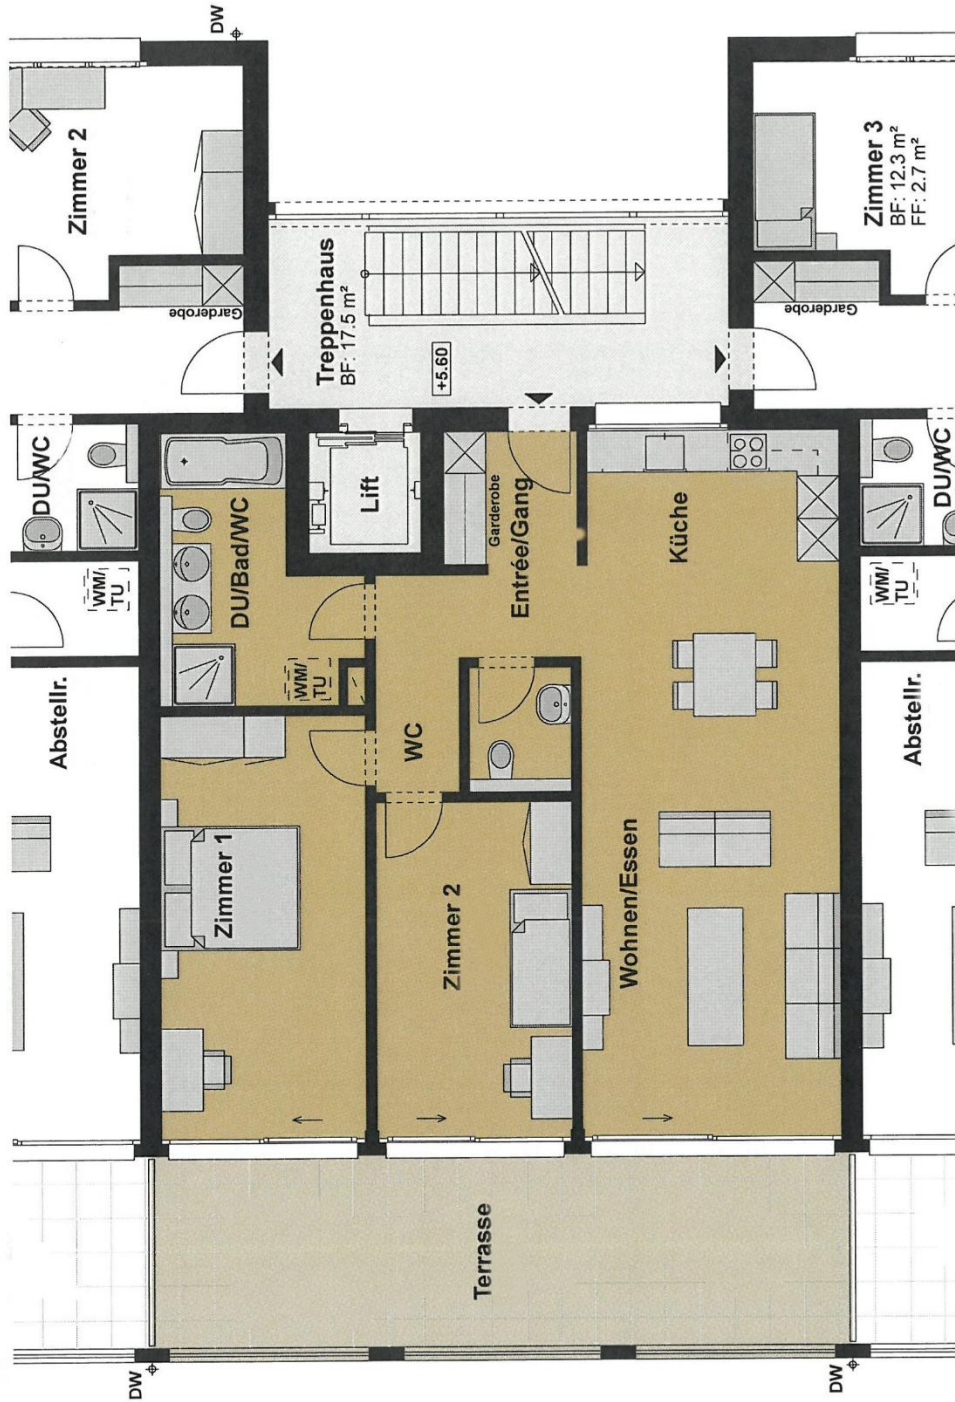 DW
Zimmer 2
Garderobe
Treppenhaus
BF: 17.5 m²
+5.60
Zimmer 3
BF: 12.3 m²
FF: 2.7 m²
Garderobe
DU/WC
WM/
TU
DU/Bad/WC
WM/
TU
Lift
Garderobe
Entrée/Gang
Küche
DU/WC
WM/
TU
Abstellr.
Zimmer 1
WC
Zimmer 2
Wohnen/Essen
Abstellr.
Terrasse
DW
DW